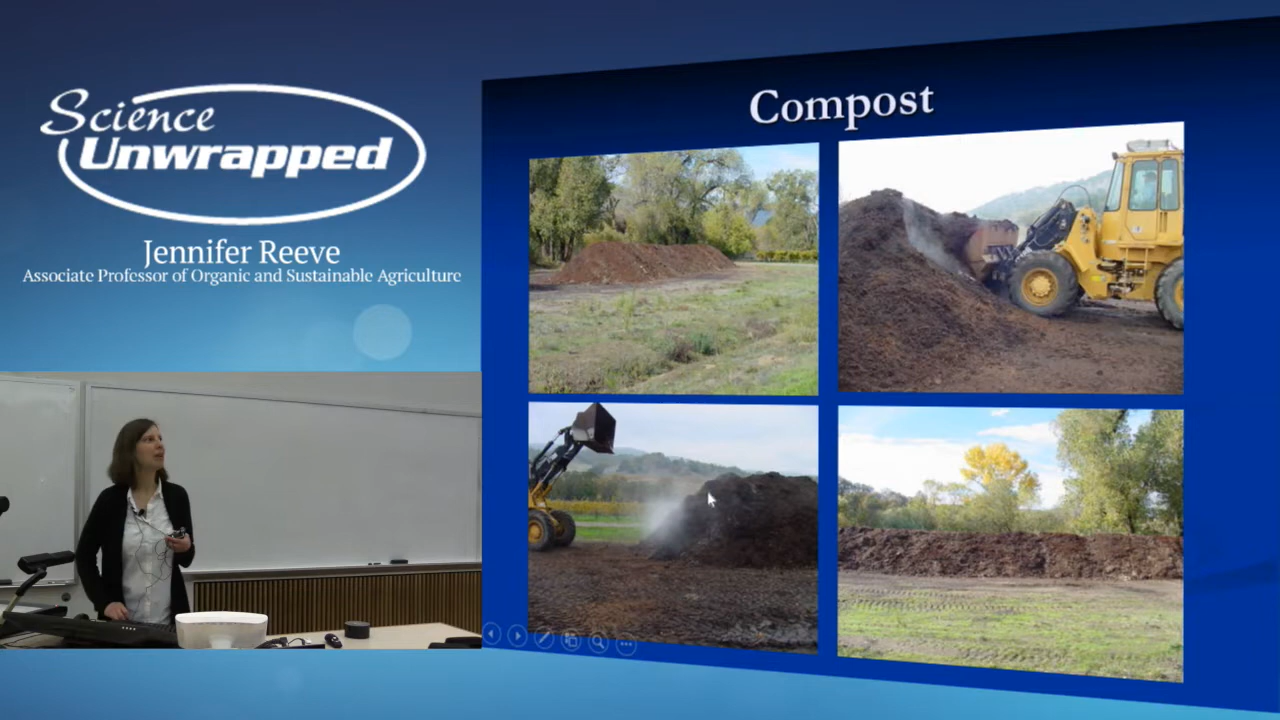 Science
Unwrapped
Jennifer Reeve
Associate Professor of Organic and Sustainable Agriculture
Compost